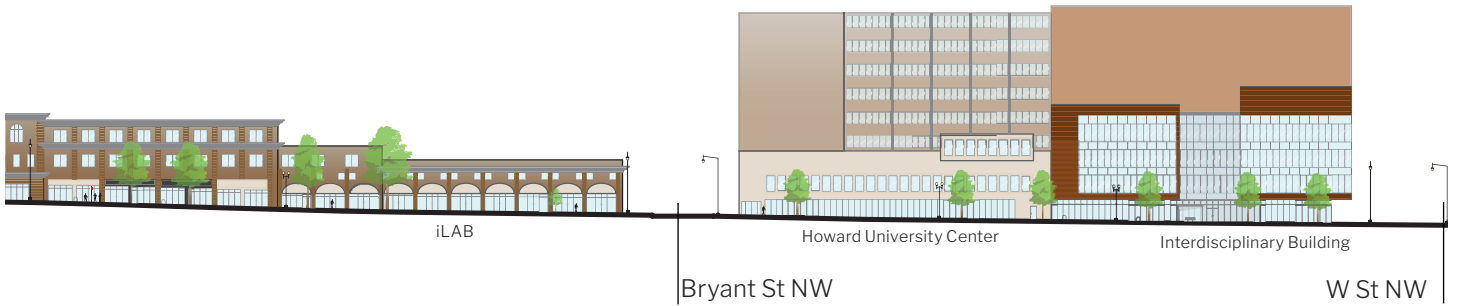 iLAB
Howard University Center
Interdisciplinary Building
Bryant St NW
W St NW